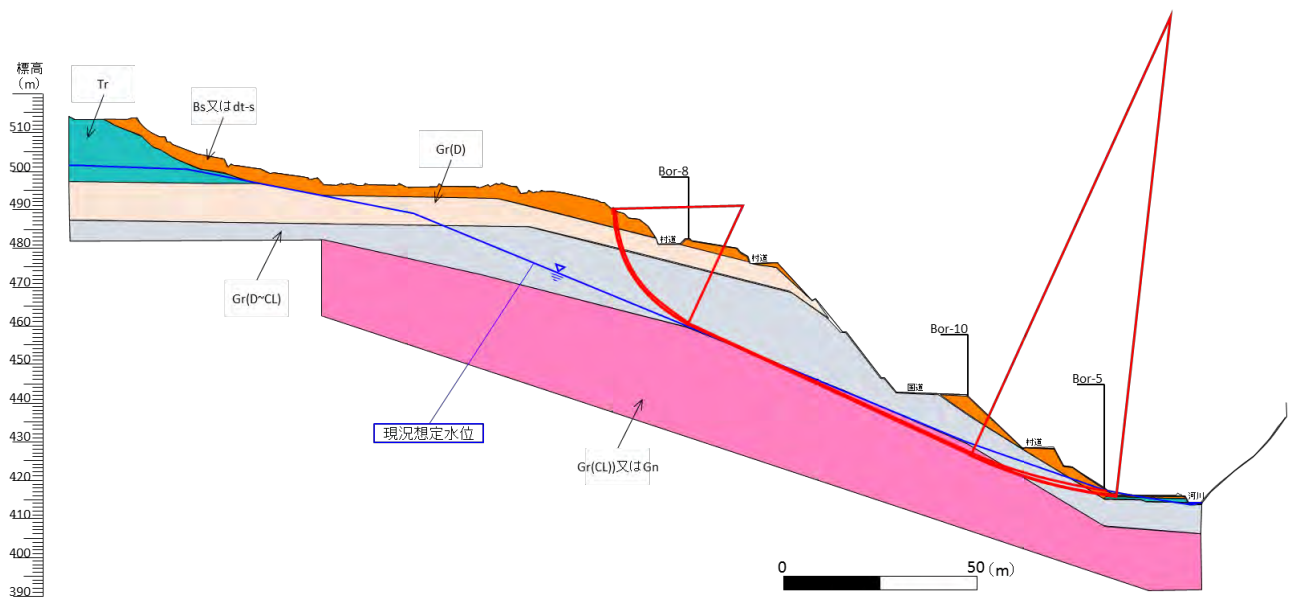 標高
(m)
510
500
490
480
470
460
450
440
430
420
410
400
390
Tr
Bs又はdt-s
Gr(D)
Bor-8
村道
村道
Gr(D~CL)
Bor-10
国道
Bor-5
村道
河川
現況想定水位
Gr(CL))又はGn
0 50 (m)